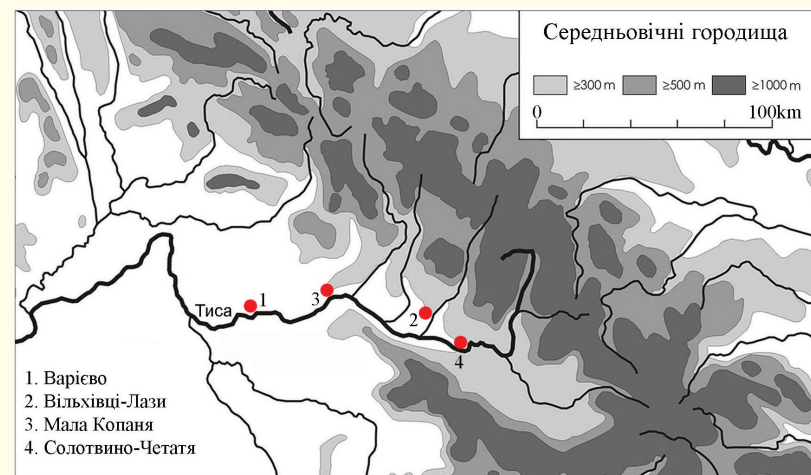 Середньовічні городища
≥300 m ≥500 m ≥1000 m
0 100km
Тиса 1
3
2
4
1. Варієво
2. Вільхівці-Лази
3. Мала Копаня
4. Солотвино-Четатя